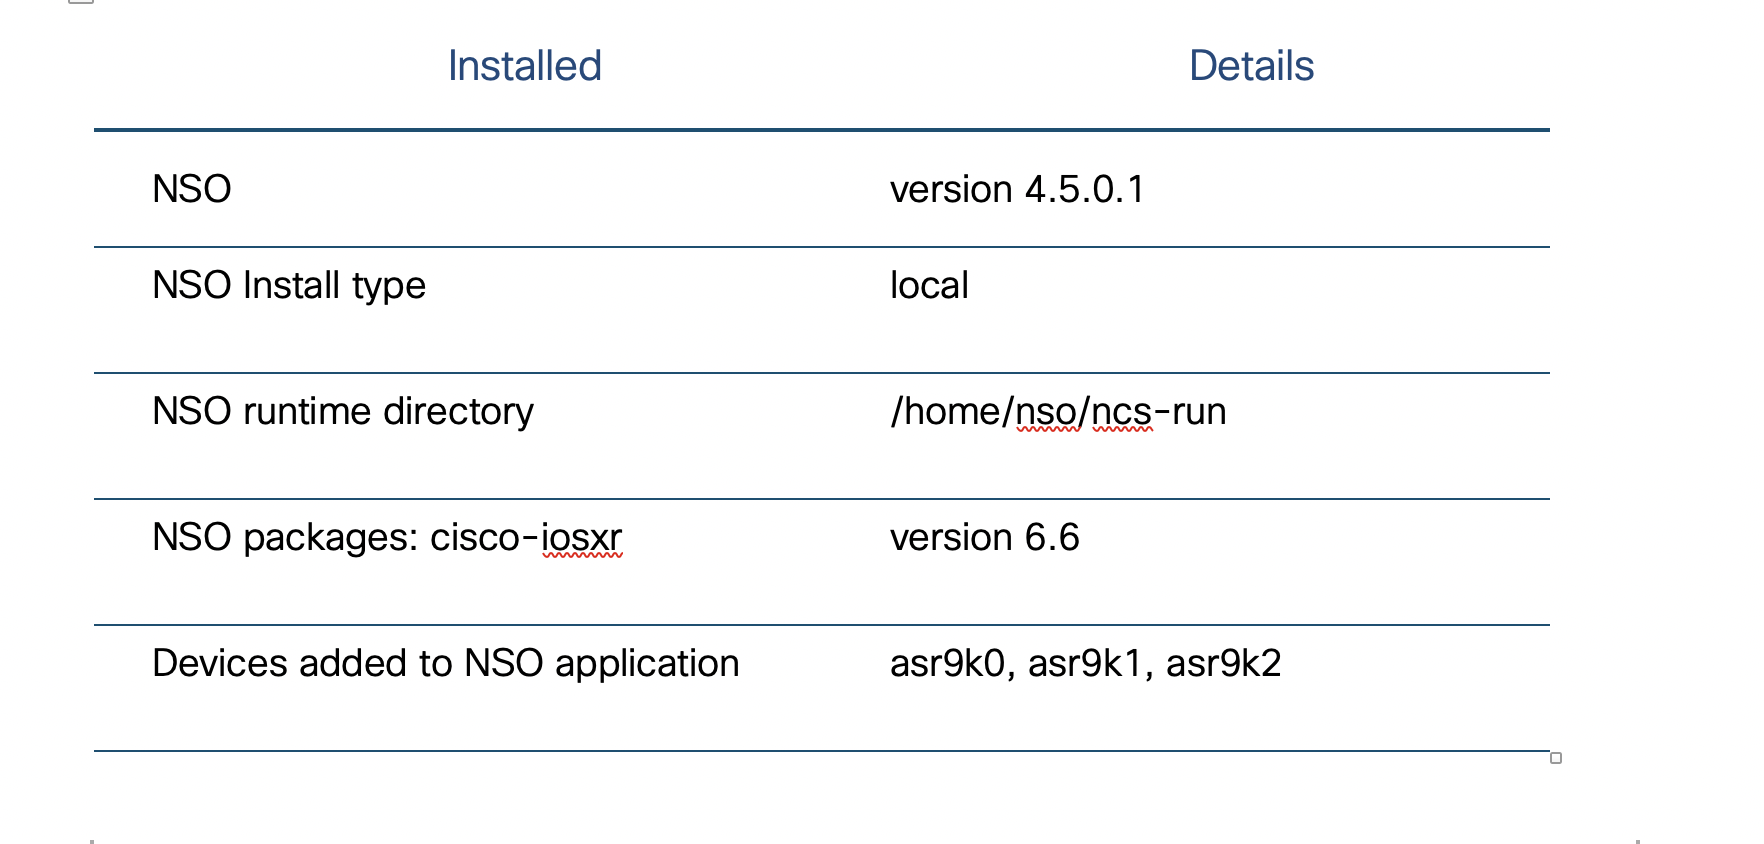 Installed Details
NSO version 4.5.0.1
NSO Install type local
NSO runtime directory /home/nso/ncs-run
NSO packages: cisco-iosxr version 6.6
Devices added to NSO application asr9k0, asr9k1, asr9k2